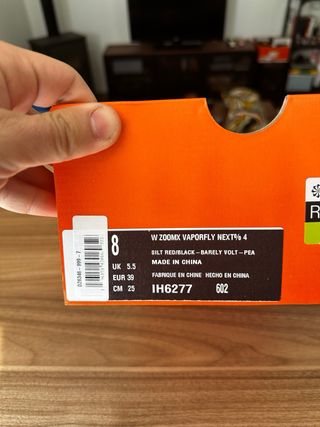 8
W ZOOMX VAPORFLY NEXT% 4
UK 5.5
SILT RED/BLACK-BARELY VOLT-PEA
EUR 39
MADE IN CHINA
FABRIQUE EN CHINE HECHO EN CHINA
CM 25
IH6277 602
R